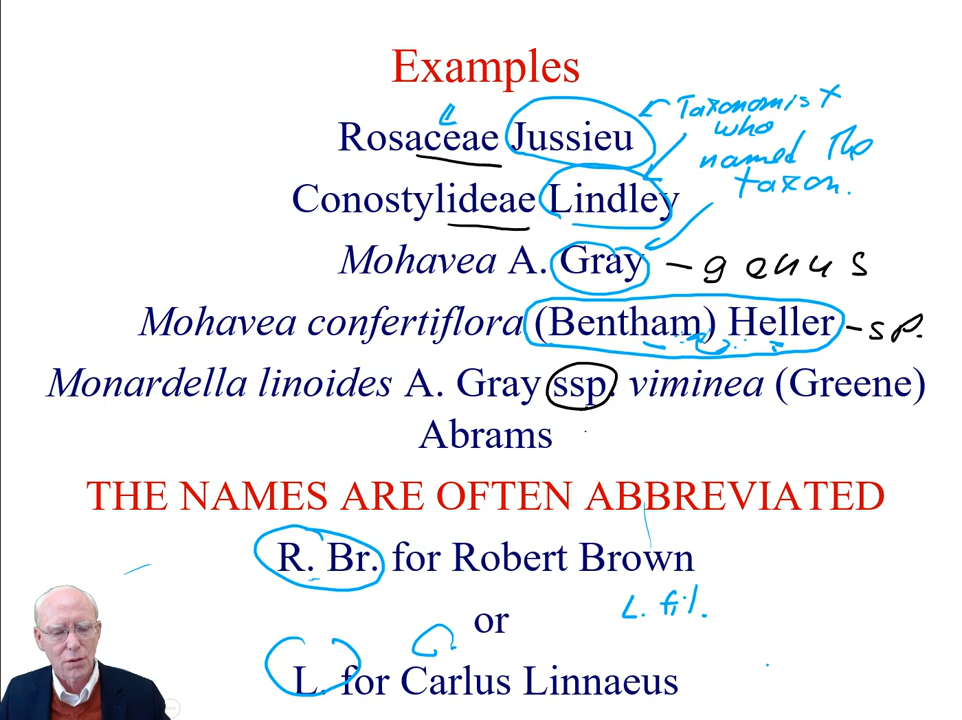 Examples
Rosaceae Jussieu
Taxonomist
who
named the
taxon.
Conostylideae Lindley
Mohavea A. Gray – genus
Mohavea confertiflora (Bentham) Heller – sp.
Monardella linoides A. Gray ssp. viminea (Greene)
Abrams
THE NAMES ARE OFTEN ABBREVIATED
R. Br. for Robert Brown
L. fil.
or
L. for Carlus Linnaeus